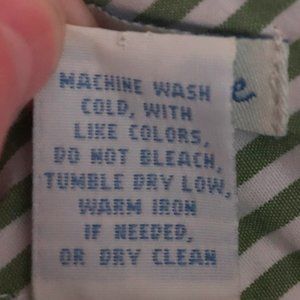 MACHINE WASH
COLD, WITH
LIKE COLORS,
DO NOT BLEACH,
TUMBLE DRY LOW,
WARM IRON
IF NEEDED,
OR DRY CLEAN
e